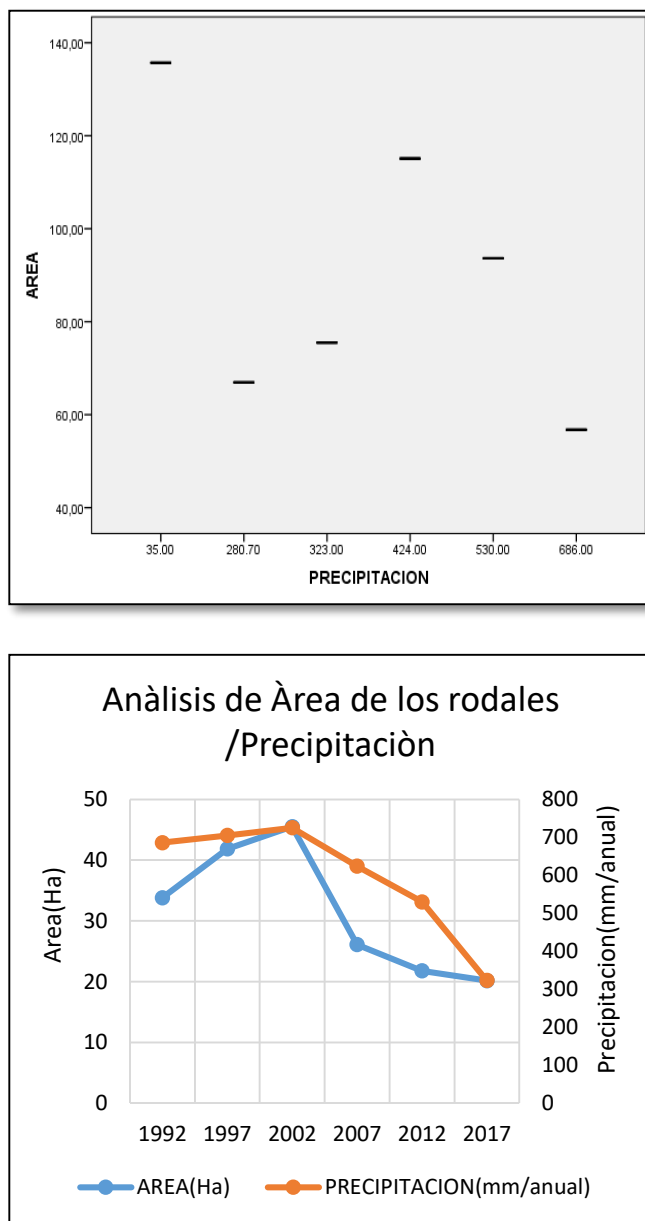 140,00
120,00
100,00
80,00
60,00
40,00
AREA
35.00 280.70 323.00 424.00 530.00 686.00
PRECIPITACION
Anàlisis de Àrea de los rodales
/Precipitaciòn
50
40
30
20
10
0
Area(Ha)
800
700
600
500
400
300
200
100
0
Precipitacion(mm/anual)
1992 1997 2002 2007 2012 2017
AREA(Ha) PRECIPITACION(mm/anual)